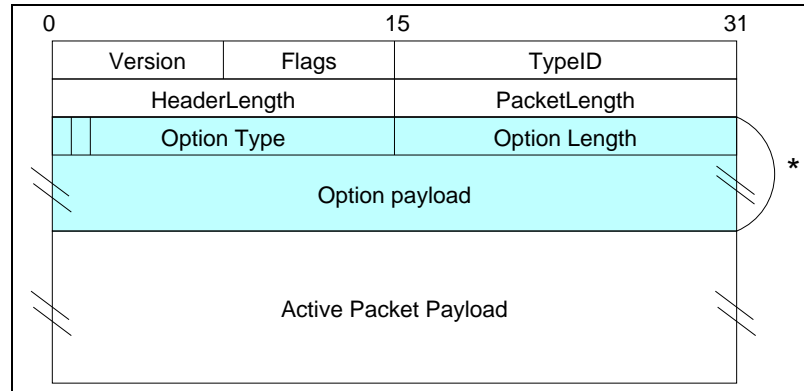 0 15 31
Version Flags TypeID
HeaderLength PacketLength
Option Type Option Length
*
Option payload
Active Packet Payload